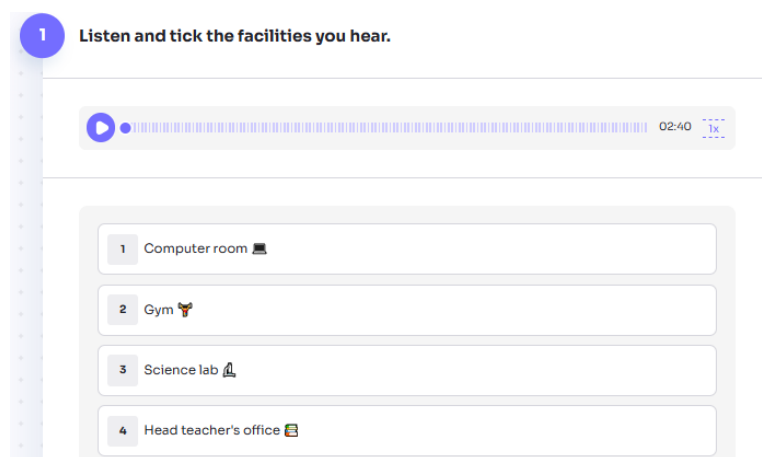 1
Listen and tick the facilities you hear.
02:40 1x
1 Computer room 💻
2 Gym 🏋️
3 Science lab 🔬
4 Head teacher's office 📚